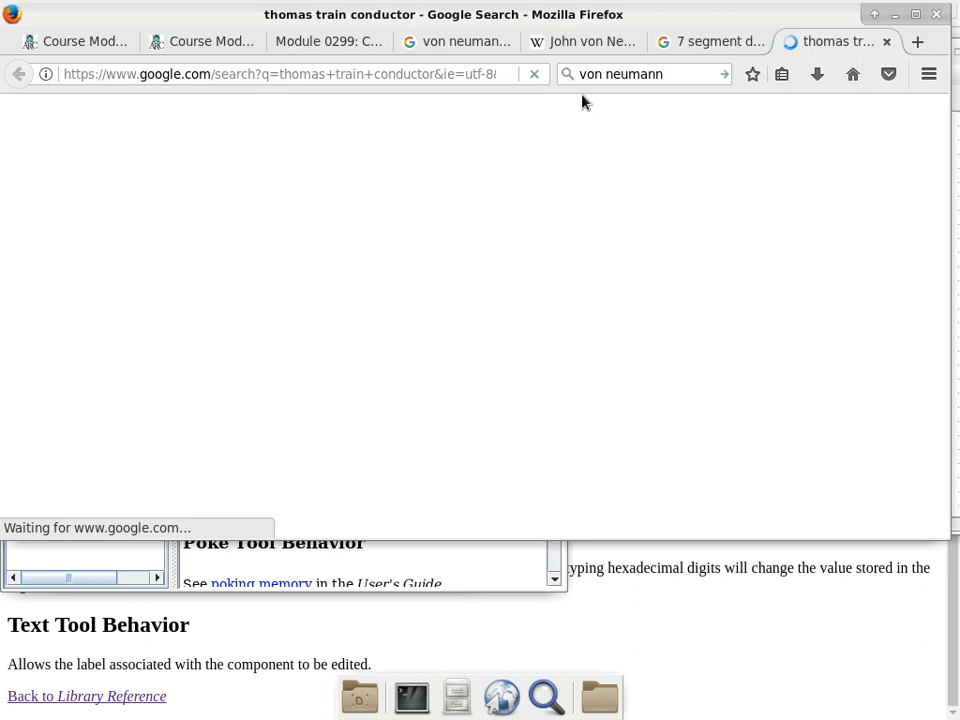 thomas train conductor - Google Search - Mozilla Firefox
Course Mod...
Course Mod...
Module 0299: C...
von neuman...
W John von Ne...
7 segment d...
thomas tr...
https://www.google.com/search?q=thomas+train+conductor&ie=utf-8
von neumann
Waiting for www.google.com...
Poke Tool Behavior
See poking memory in the User's Guide
typing hexadecimal digits will change the value stored in the
Text Tool Behavior
Allows the label associated with the component to be edited.
Back to Library Reference